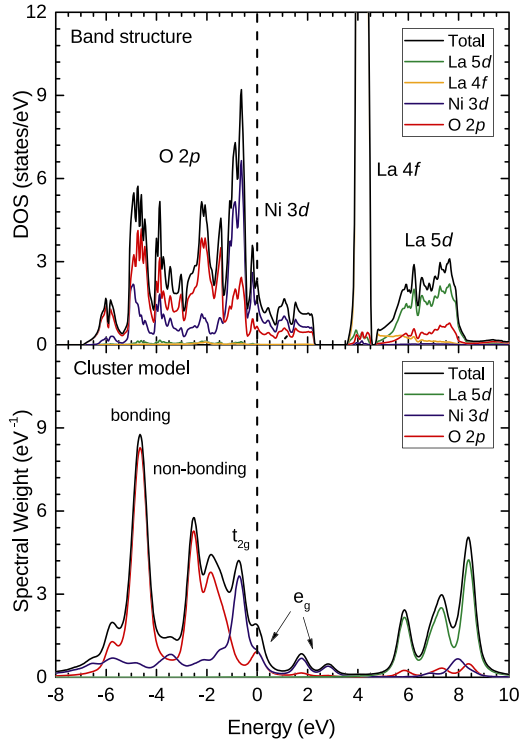 12
9
6
3
0
DOS (states/eV)
Band structure
Total
La 5d
La 4f
Ni 3d
O 2p
O 2p
Ni 3d
La 4f
La 5d
9
6
3
0
Spectral Weight (eV⁻¹)
Cluster model
Total
La 5d
Ni 3d
O 2p
bonding
non-bonding
t₂g
e_g
-8 -6 -4 -2 0 2 4 6 8 10
Energy (eV)